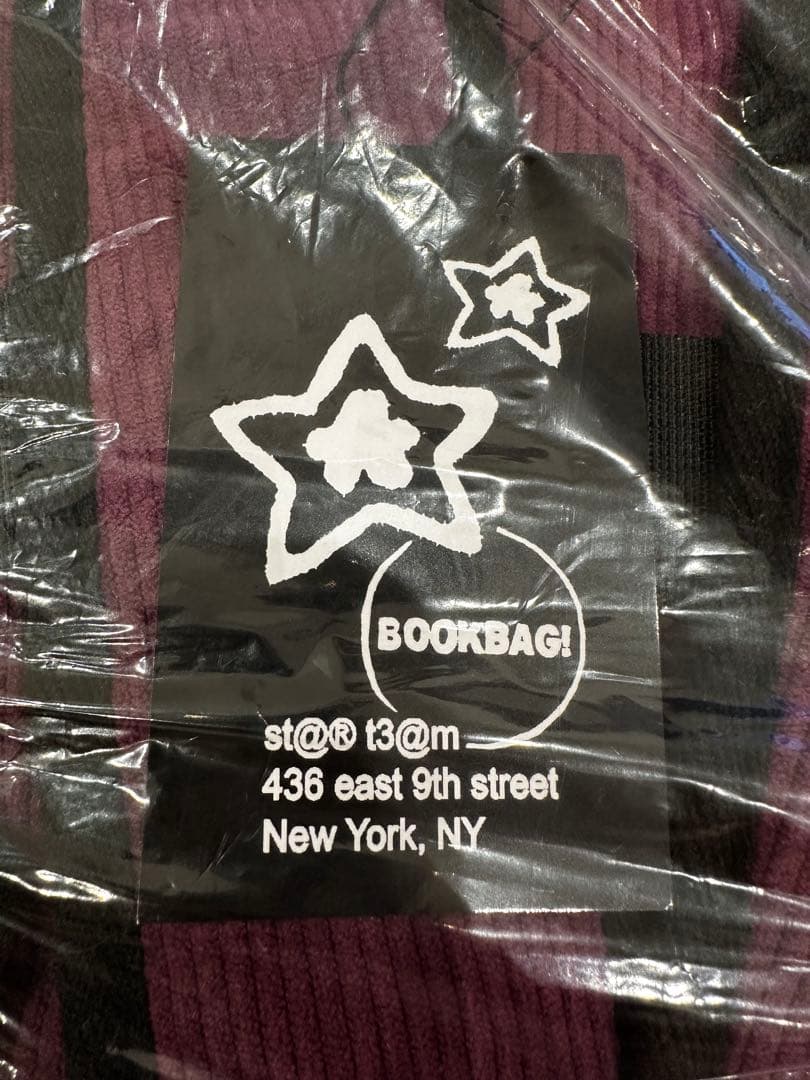 BOOKBAG!
st@® t3@m
436 east 9th street
New York, NY